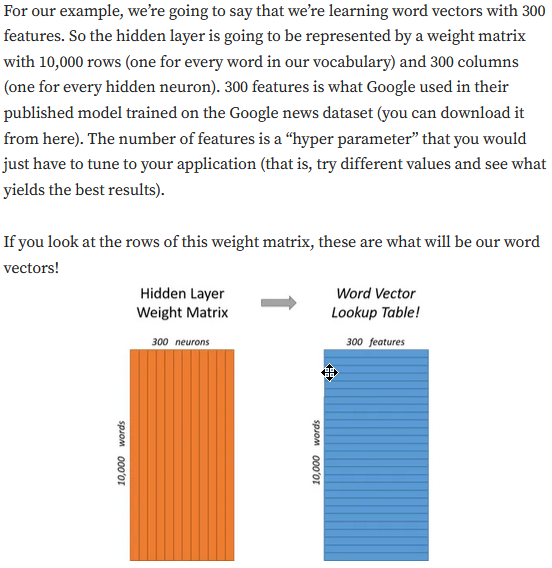 For our example, we’re going to say that we’re learning word vectors with 300
features. So the hidden layer is going to be represented by a weight matrix
with 10,000 rows (one for every word in our vocabulary) and 300 columns
(one for every hidden neuron). 300 features is what Google used in their
published model trained on the Google news dataset (you can download it
from here). The number of features is a “hyper parameter” that you would
just have to tune to your application (that is, try different values and see what
yields the best results).
If you look at the rows of this weight matrix, these are what will be our word
vectors!
Hidden Layer
Weight Matrix
Word Vector
Lookup Table!
300 neurons
300 features
10,000 words
10,000 words